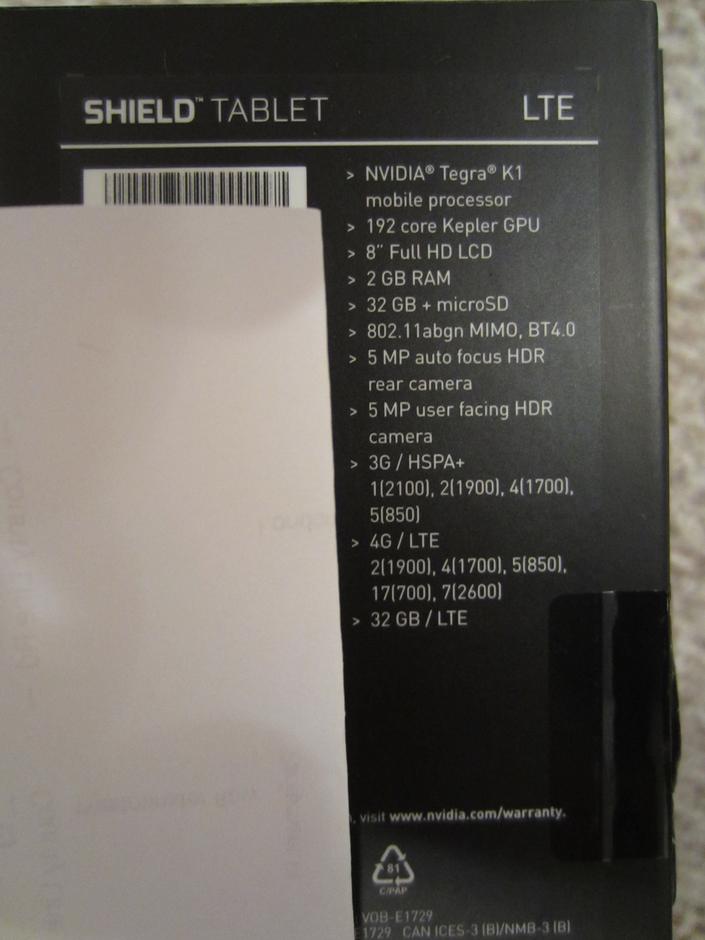 SHIELD™ TABLET
LTE
> NVIDIA® Tegra® K1
mobile processor
> 192 core Kepler GPU
> 8" Full HD LCD
> 2 GB RAM
> 32 GB + microSD
> 802.11abgn MIMO, BT4.0
> 5 MP auto focus HDR
rear camera
> 5 MP user facing HDR
camera
> 3G / HSPA+
1(2100), 2(1900), 4(1700),
5(850)
> 4G / LTE
2(1900), 4(1700), 5(850),
17(700), 7(2600)
> 32 GB / LTE
, visit www.nvidia.com/warranty.
81
C/PAP
VOB-E1729
E1729 CAN ICES-3 (B)/NMB-3 (B)